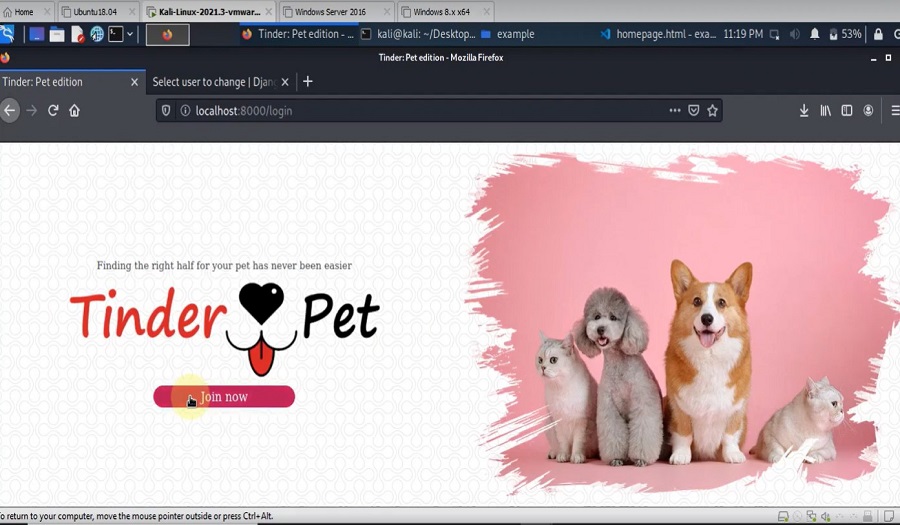 Home Ubuntu18.04 Kali-Linux-2021.3-vmwar... Windows Server 2016 Windows 8.x x64
Tinder: Pet edition - ... kali@kali: ~/Desktop... example homepage.html - exa... 11:19 PM 53%
Tinder: Pet edition - Mozilla Firefox
Tinder: Pet edition Select user to change | Djan
localhost:8000/login
Finding the right half for your pet has never been easier
Tinder Pet
Join now
To return to your computer, move the mouse pointer outside or press Ctrl+Alt.